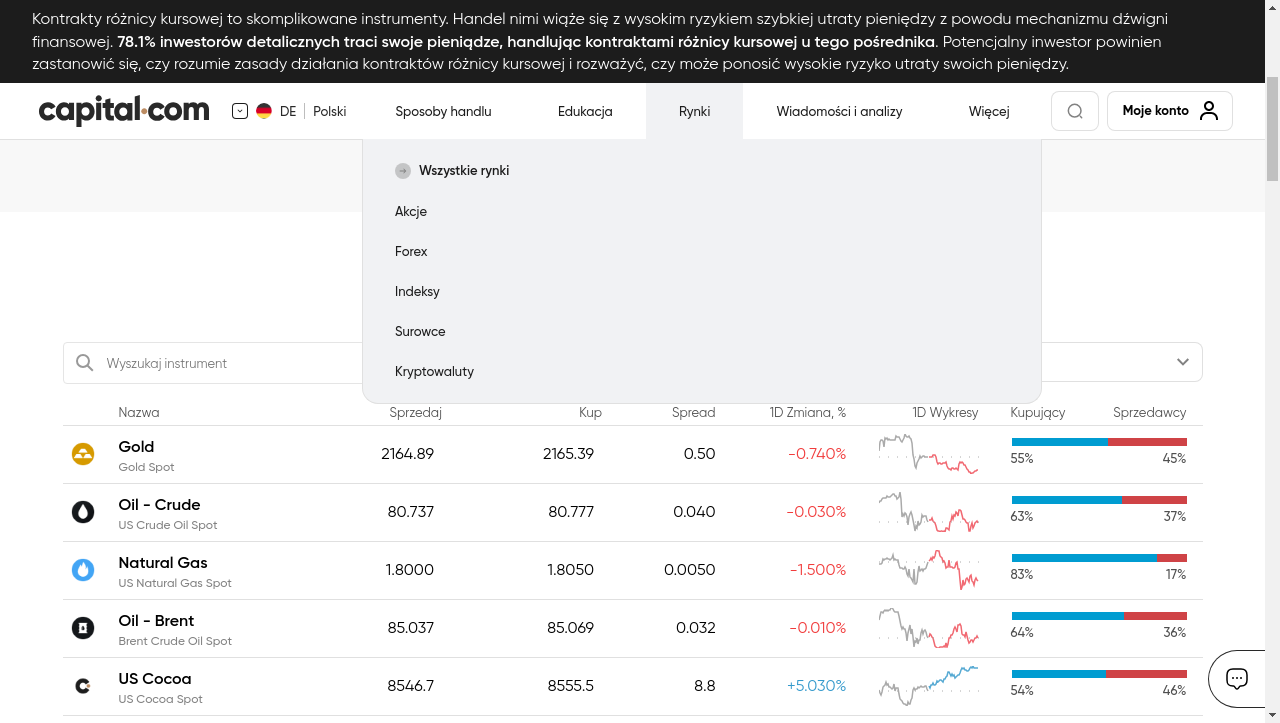 Kontrakty różnicy kursowej to skomplikowane instrumenty. Handel nimi wiąże się z wysokim ryzykiem szybkiej utraty pieniędzy z powodu mechanizmu dźwigni
finansowej. 78.1% inwestorów detalicznych traci swoje pieniądze, handlując kontraktami różnicy kursowej u tego pośrednika. Potencjalny inwestor powinien
zastanowić się, czy rozumie zasady działania kontraktów różnicy kursowej i rozważyć, czy może ponosić wysokie ryzyko utraty swoich pieniędzy.
capital.com DE Polski Sposoby handlu Edukacja Rynki Wiadomości i analizy Więcej Moje konto
Wszystkie rynki
Akcje
Forex
Indeksy
Surowce
Kryptowaluty
Wyszukaj instrument
Nazwa Sprzedaj Kup Spread 1D Zmiana, % 1D Wykresy Kupujący Sprzedawcy
Gold 2164.89 2165.39 0.50 -0.740% 55% 45%
Gold Spot
Oil - Crude 80.737 80.777 0.040 -0.030% 63% 37%
US Crude Oil Spot
Natural Gas 1.8000 1.8050 0.0050 -1.500% 83% 17%
US Natural Gas Spot
Oil - Brent 85.037 85.069 0.032 -0.010% 64% 36%
Brent Crude Oil Spot
US Cocoa 8546.7 8555.5 8.8 +5.030% 54% 46%
US Cocoa Spot